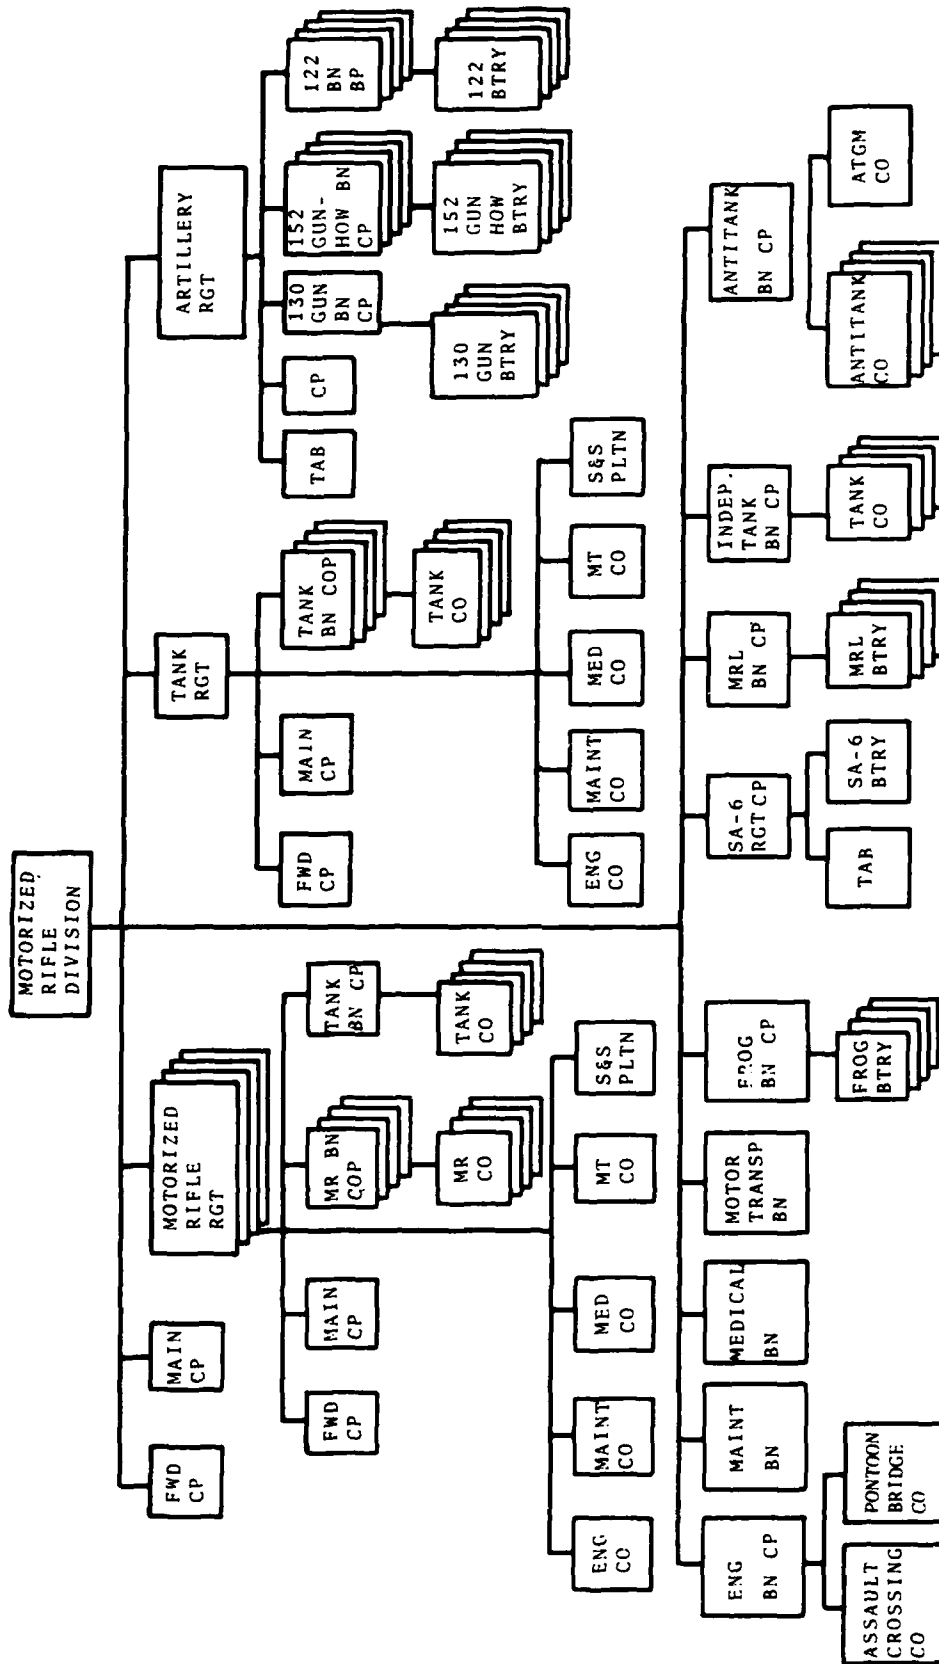 MOTORIZED
RIFLE
DIVISION
FWD
CP
MAIN
CP
MOTORIZED
RIFLE
RGT
TANK
RGT
ARTILLERY
RGT
FWD
CP
MAIN
CP
MR BN
COP
TANK
BN CP
MR
CO
TANK
CO
ENG
CO
MAINT
CO
MED
CO
MT
CO
S&S
PLTN
FWD
CP
MAIN
CP
TANK
BN COP
TANK
CO
ENG
CO
MAINT
CO
MED
CO
MT
CO
S&S
PLTN
TAB
CP
130
GUN
BN
CP
152
GUN-
HOW BN
CP
122
BN
BP
130
GUN
BTRY
152
GUN
HOW
BTRY
122
BTRY
ENG
BN CP
MAINT
BN
MEDICAL
BN
MOTOR
TRANSP
BN
FROG
BN CP
SA-6
RGT CP
MRL
BN CP
INDEP.
TANK
BN CP
ANTITANK
BN CP
ASSAULT
CROSSING
CO
PONTOON
BRIDGE
CO
FROG
BTRY
TAB
SA-6
BTRY
MRL
BTRY
TANK
CO
ANTITANK
CO
ATGM
CO